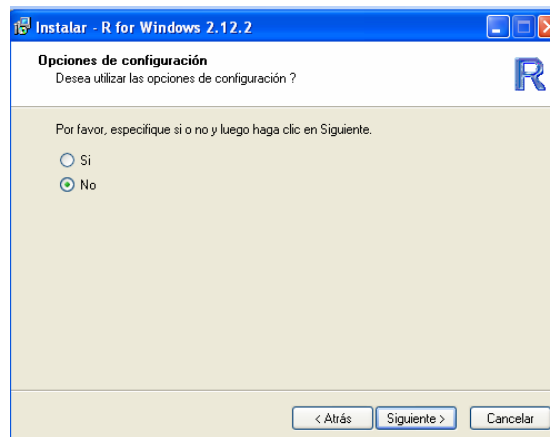 Instalar - R for Windows 2.12.2
Opciones de configuración
Desea utilizar las opciones de configuración ?
R
Por favor, especifique si o no y luego haga clic en Siguiente.
Si
No
< Atrás
Siguiente >
Cancelar